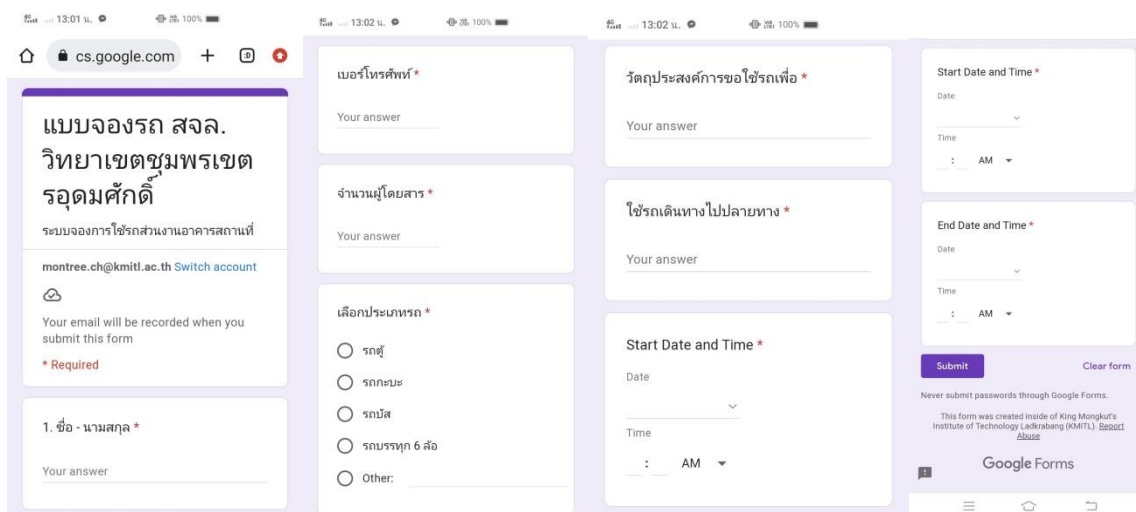 13:01 น.
100%
cs.google.com
:D
แบบจองรถ สจล.
วิทยาเขตชุมพรเขต
รอุดมศักดิ์
ระบบจองการใช้รถส่วนงานอาคารสถานที่
montree.ch@kmitl.ac.th Switch account
Your email will be recorded when you
submit this form
* Required
1. ชื่อ - นามสกุล *
Your answer
13:02 น.
100%
เบอร์โทรศัพท์ *
Your answer
จำนวนผู้โดยสาร *
Your answer
เลือกประเภทรถ *
รถตู้
รถกะบะ
รถบัส
รถบรรทุก 6 ล้อ
Other:
13:02 น.
100%
วัตถุประสงค์การขอใช้รถเพื่อ *
Your answer
ใช้รถเดินทางไปปลายทาง *
Your answer
Start Date and Time *
Date
Time
: AM
Start Date and Time *
Date
Time
: AM
End Date and Time *
Date
Time
: AM
Submit Clear form
Never submit passwords through Google Forms.
This form was created inside of King Mongkut's
Institute of Technology Ladkrabang (KMITL). Report
Abuse
Google Forms